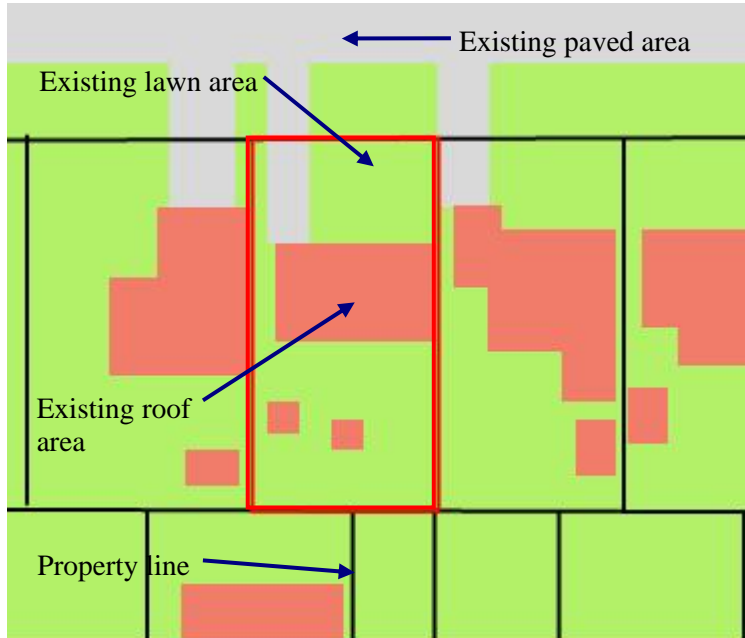 Existing paved area
Existing lawn area
Existing roof
area
Property line